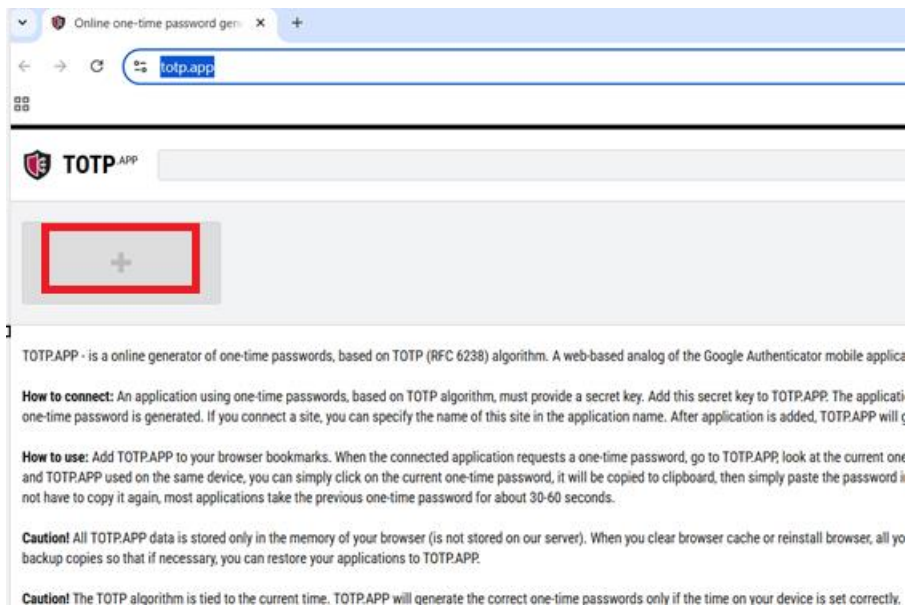 Online one-time password gen
totp.app
TOTP.APP
TOTP.APP - is a online generator of one-time passwords, based on TOTP (RFC 6238) algorithm. A web-based analog of the Google Authenticator mobile applica
How to connect: An application using one-time passwords, based on TOTP algorithm, must provide a secret key. Add this secret key to TOTP.APP. The applicati
one-time password is generated. If you connect a site, you can specify the name of this site in the application name. After application is added, TOTP.APP will g
How to use: Add TOTP.APP to your browser bookmarks. When the connected application requests a one-time password, go to TOTP.APP, look at the current one
and TOTP.APP used on the same device, you can simply click on the current one-time password, it will be copied to clipboard, then simply paste the password i
not have to copy it again, most applications take the previous one-time password for about 30-60 seconds.
Caution! All TOTP.APP data is stored only in the memory of your browser (is not stored on our server). When you clear browser cache or reinstall browser, all yo
backup copies so that if necessary, you can restore your applications to TOTP.APP.
Caution! The TOTP algorithm is tied to the current time. TOTP.APP will generate the correct one-time passwords only if the time on your device is set correctly,